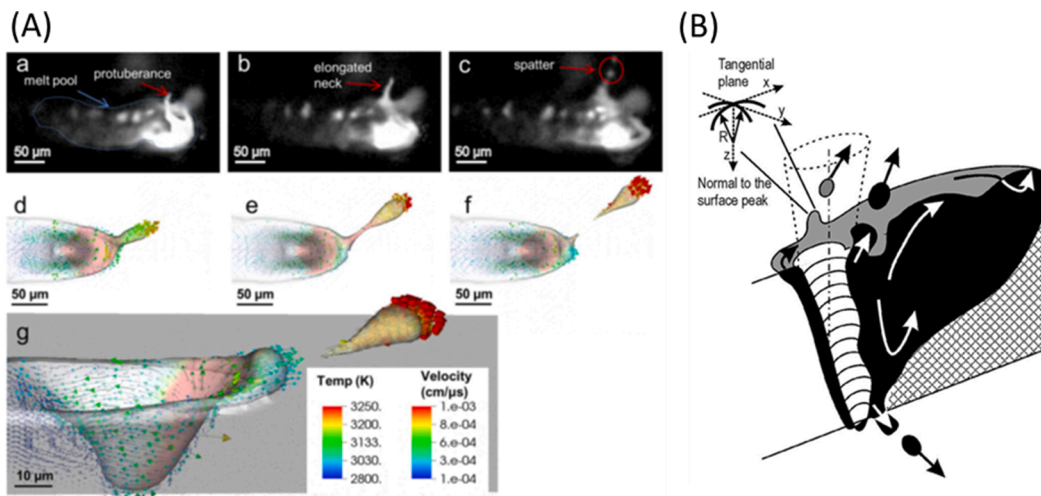 (A)
(B)
a
melt pool
protuberance
50 µm
b
elongated
neck
50 µm
c
spatter
50 µm
d
50 µm
e
50 µm
f
50 µm
g
10 µm
Temp (K)
3250.
3200.
3133.
3030.
2800.
Velocity
(cm/µs)
1.e-03
8.e-04
6.e-04
3.e-04
1.e-04
Tangential
plane
x
y
R
z
Normal to the
surface peak